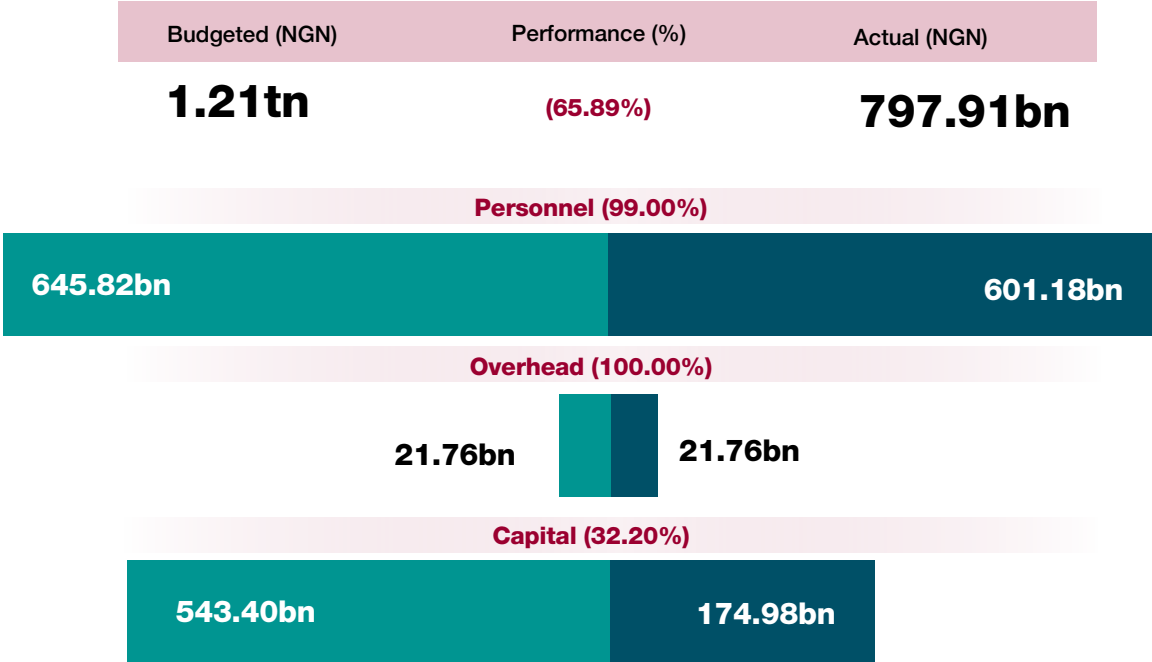 Budgeted (NGN) Performance (%) Actual (NGN)
1.21tn (65.89%) 797.91bn
Personnel (99.00%)
645.82bn 601.18bn
Overhead (100.00%)
21.76bn 21.76bn
Capital (32.20%)
543.40bn 174.98bn